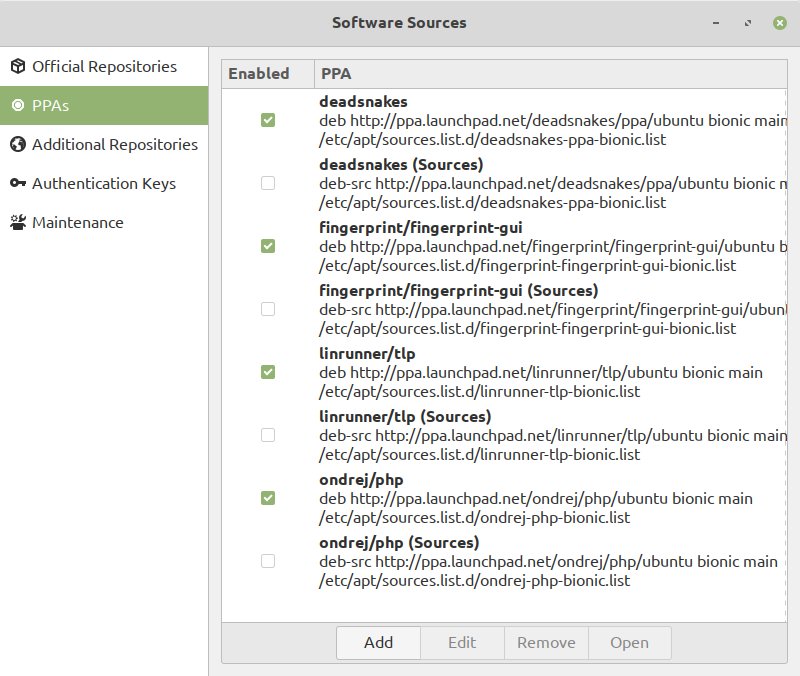 Software Sources
Official Repositories
PPAs
Additional Repositories
Authentication Keys
Maintenance
Enabled PPA
deadsnakes
deb http://ppa.launchpad.net/deadsnakes/ppa/ubuntu bionic main
/etc/apt/sources.list.d/deadsnakes-ppa-bionic.list
deadsnakes (Sources)
deb-src http://ppa.launchpad.net/deadsnakes/ppa/ubuntu bionic
/etc/apt/sources.list.d/deadsnakes-ppa-bionic.list
fingerprint/fingerprint-gui
deb http://ppa.launchpad.net/fingerprint/fingerprint-gui/ubuntu
/etc/apt/sources.list.d/fingerprint-fingerprint-gui-bionic.list
fingerprint/fingerprint-gui (Sources)
deb-src http://ppa.launchpad.net/fingerprint/fingerprint-gui/ubun
/etc/apt/sources.list.d/fingerprint-fingerprint-gui-bionic.list
linrunner/tlp
deb http://ppa.launchpad.net/linrunner/tlp/ubuntu bionic main
/etc/apt/sources.list.d/linrunner-tlp-bionic.list
linrunner/tlp (Sources)
deb-src http://ppa.launchpad.net/linrunner/tlp/ubuntu bionic main
/etc/apt/sources.list.d/linrunner-tlp-bionic.list
ondrej/php
deb http://ppa.launchpad.net/ondrej/php/ubuntu bionic main
/etc/apt/sources.list.d/ondrej-php-bionic.list
ondrej/php (Sources)
deb-src http://ppa.launchpad.net/ondrej/php/ubuntu bionic main
/etc/apt/sources.list.d/ondrej-php-bionic.list
Add Edit Remove Open